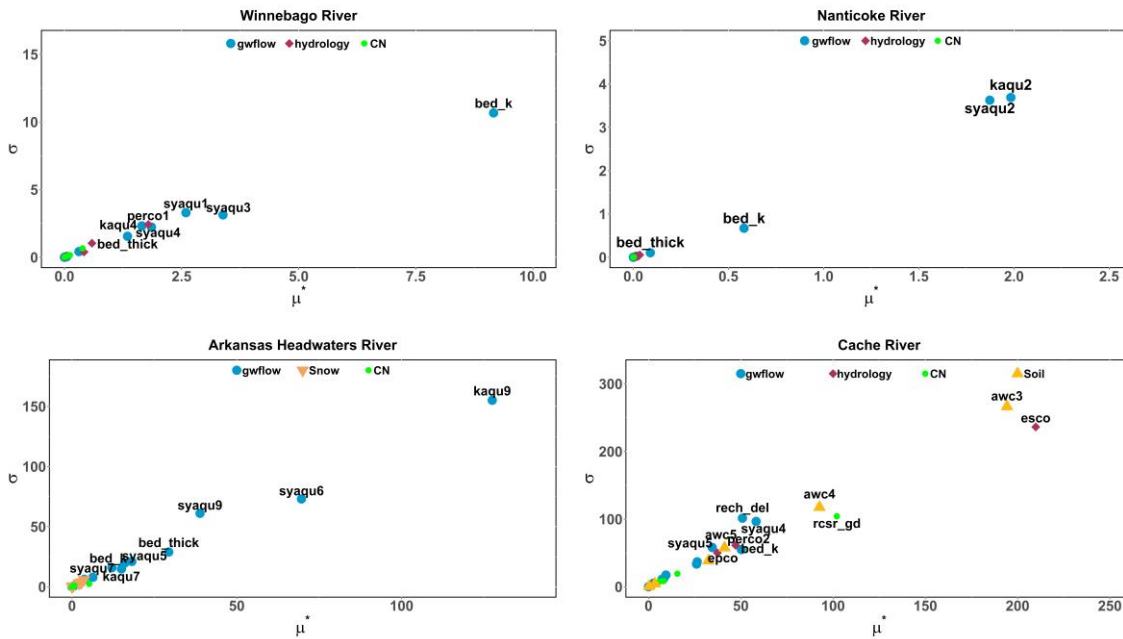 Winnebago River
gwflow hydrology CN
15
10
5
0
σ
bed_k
syaqu1
syaqu3
perco1
kaqu4
syaqu4
bed_thick
0.0 2.5 5.0 7.5 10.0
μ*
Nanticoke River
gwflow hydrology CN
5
4
3
2
1
0
σ
kaqu2
syaqu2
bed_k
bed_thick
0.0 0.5 1.0 1.5 2.0 2.5
μ*
Arkansas Headwaters River
gwflow Snow CN
150
100
50
0
σ
kaqu9
syaqu6
syaqu9
bed_thick
bed_k
syaqu5
syaqu7
kaqu7
0 50 100
μ*
Cache River
gwflow hydrology CN Soil
300
200
100
0
σ
awc3
esco
awc4
rcsr_gd
rech_del
syaqu4
awc5
perco2
syaqu5
bed_k
epco
0 50 100 150 200 250
μ*